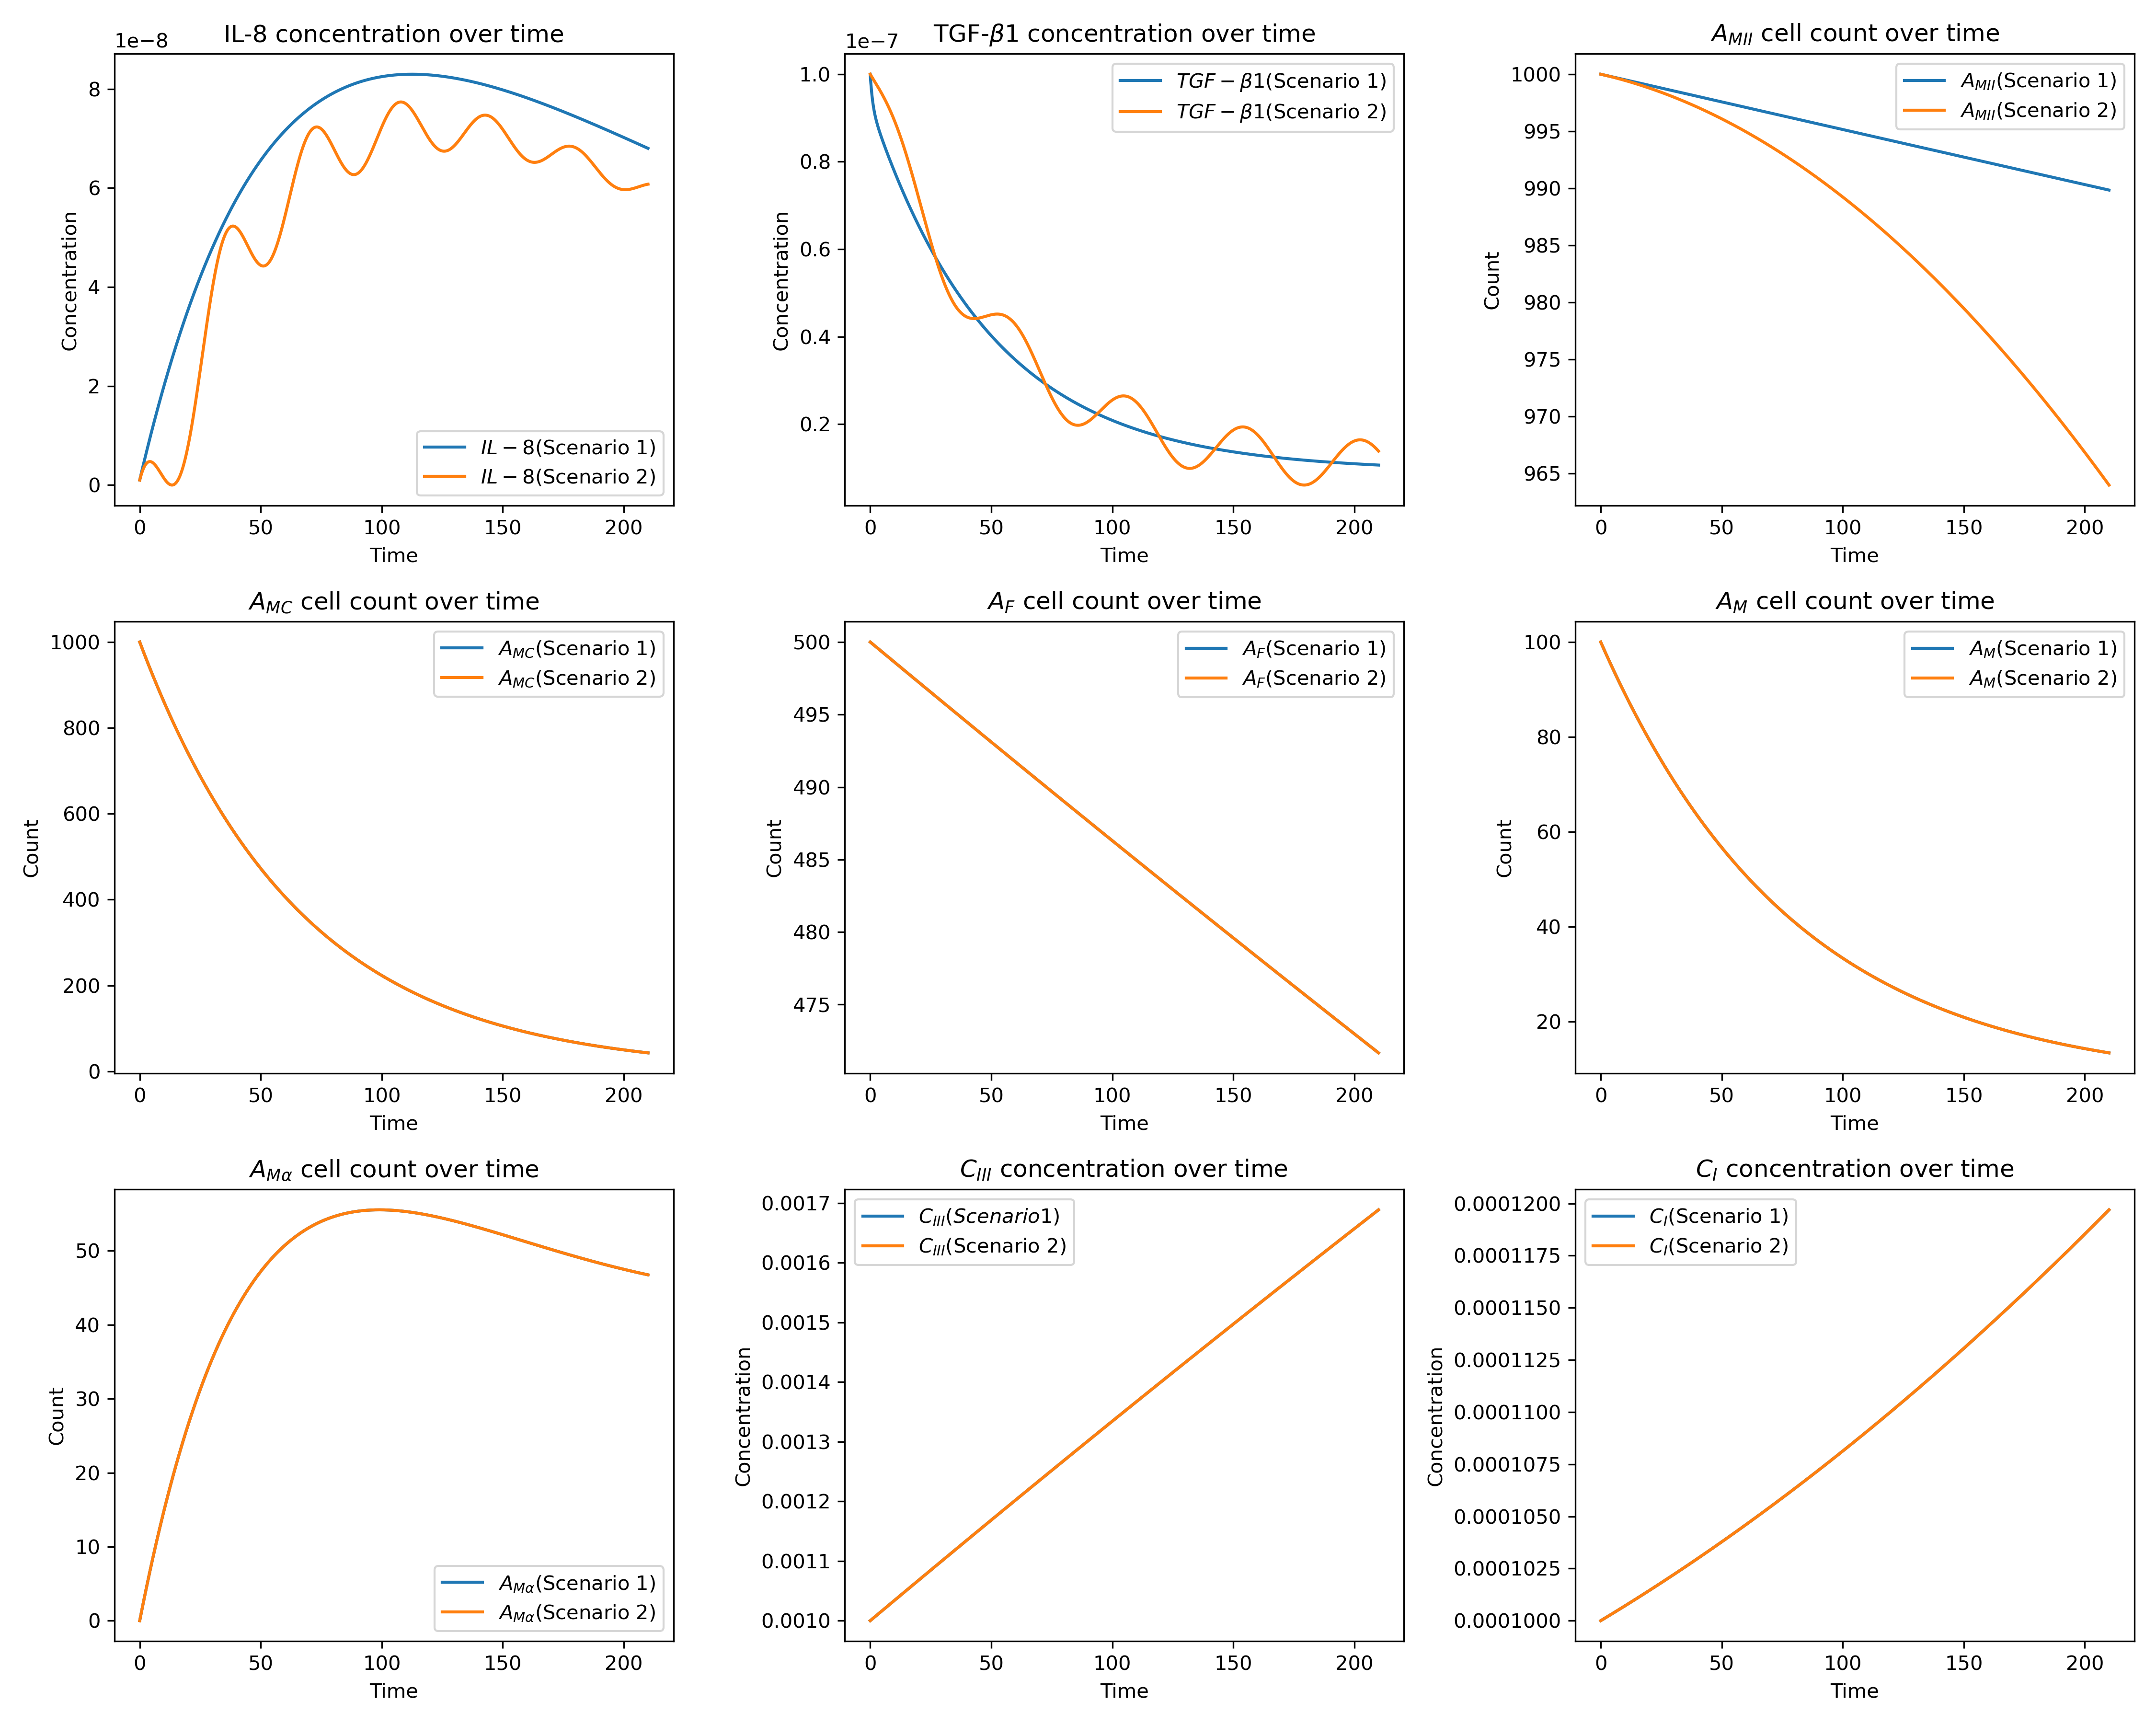 IL-8 concentration over time
1e−8
Concentration
8
6
4
2
0
IL − 8(Scenario 1)
IL − 8(Scenario 2)
0 50 100 150 200
Time
TGF-β1 concentration over time
1e−7
Concentration
1.0
0.8
0.6
0.4
0.2
TGF − β1(Scenario 1)
TGF − β1(Scenario 2)
0 50 100 150 200
Time
A_MII cell count over time
Count
1000
995
990
985
980
975
970
965
A_MII(Scenario 1)
A_MII(Scenario 2)
0 50 100 150 200
Time
A_MC cell count over time
Count
1000
800
600
400
200
0
A_MC(Scenario 1)
A_MC(Scenario 2)
0 50 100 150 200
Time
A_F cell count over time
Count
500
495
490
485
480
475
A_F(Scenario 1)
A_F(Scenario 2)
0 50 100 150 200
Time
A_M cell count over time
Count
100
80
60
40
20
A_M(Scenario 1)
A_M(Scenario 2)
0 50 100 150 200
Time
A_Mα cell count over time
Count
50
40
30
20
10
0
A_Mα(Scenario 1)
A_Mα(Scenario 2)
0 50 100 150 200
Time
C_III concentration over time
Concentration
0.0017
0.0016
0.0015
0.0014
0.0013
0.0012
0.0011
0.0010
C_III(Scenario1)
C_III(Scenario 2)
0 50 100 150 200
Time
C_I concentration over time
Concentration
0.0001200
0.0001175
0.0001150
0.0001125
0.0001100
0.0001075
0.0001050
0.0001025
0.0001000
C_I(Scenario 1)
C_I(Scenario 2)
0 50 100 150 200
Time